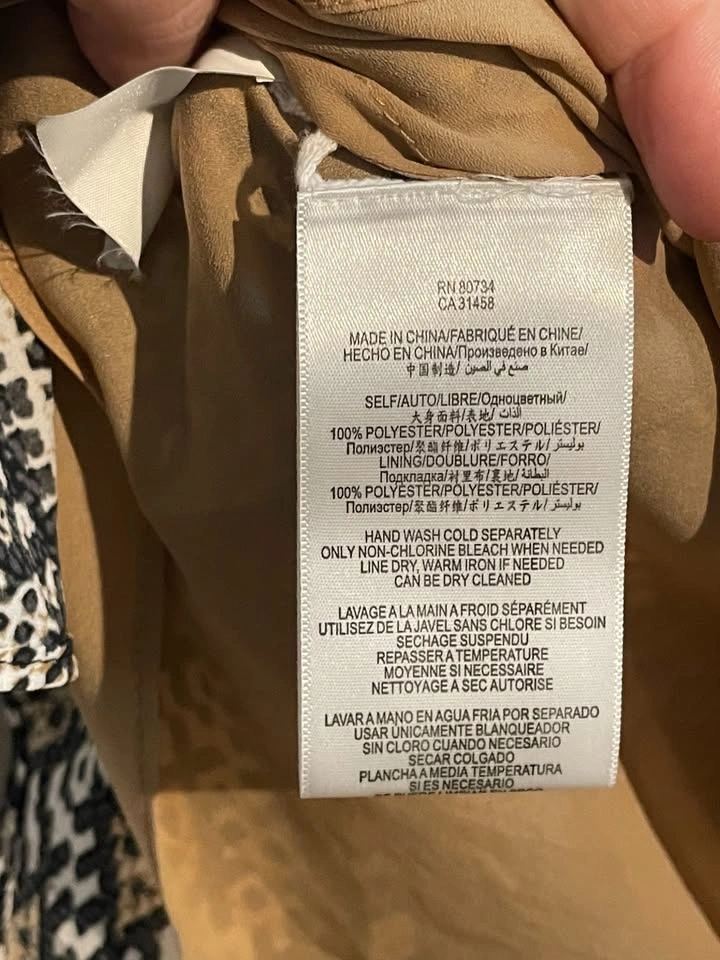 RN 80734
CA 31458
MADE IN CHINA/FABRIQUÉ EN CHINE/
HECHO EN CHINA/Произведено в Китае/
中国制造/ صنع في الصين
SELF/AUTO/LIBRE/Одноцветный/
大身面料/表地/ الذات
100% POLYESTER/POLYESTER/POLIÉSTER/
Полиэстер/聚酯纤维/ポリエステル/ بوليستر
LINING/DOUBLURE/FORRO/
Подкладка/衬里布/裏地/ البطانة
100% POLYESTER/POLYESTER/POLIÉSTER/
Полиэстер/聚酯纤维/ポリエステル/ بوليستر
HAND WASH COLD SEPARATELY
ONLY NON-CHLORINE BLEACH WHEN NEEDED
LINE DRY, WARM IRON IF NEEDED
CAN BE DRY CLEANED
LAVAGE A LA MAIN A FROID SÉPARÉMENT
UTILISEZ DE LA JAVEL SANS CHLORE SI BESOIN
SECHAGE SUSPENDU
REPASSER A TEMPERATURE
MOYENNE SI NECESSAIRE
NETTOYAGE A SEC AUTORISE
LAVAR A MANO EN AGUA FRIA POR SEPARADO
USAR ÚNICAMENTE BLANQUEADOR
SIN CLORO CUANDO NECESARIO
SECAR COLGADO
PLANCHA A MEDIA TEMPERATURA
SI ES NECESARIO